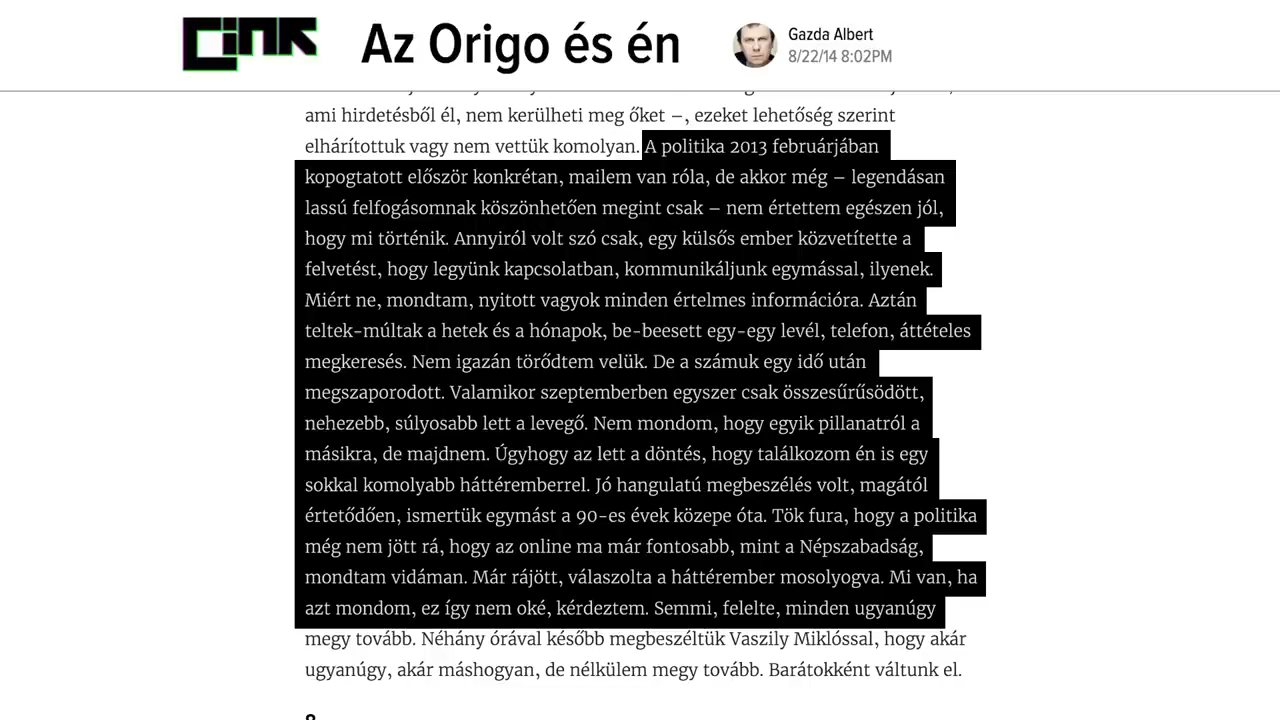 Cink
Az Origo és én
Gazda Albert
8/22/14 8:02PM
ami hirdetésből él, nem kerülheti meg őket –, ezeket lehetőség szerint
elhárítottuk vagy nem vettük komolyan. A politika 2013 februárjában
kopogtatott először konkrétan, mailem van róla, de akkor még – legendásan
lassú felfogásomnak köszönhetően megint csak – nem értettem egészen jól,
hogy mi történik. Annyiról volt szó csak, egy külsős ember közvetítette a
felvetést, hogy legyünk kapcsolatban, kommunikáljunk egymással, ilyenek.
Miért ne, mondtam, nyitott vagyok minden értelmes információra. Aztán
teltek-múltak a hetek és a hónapok, be-beesett egy-egy levél, telefon, áttételes
megkeresés. Nem igazán törődtem velük. De a számuk egy idő után
megszaporodott. Valamikor szeptemberben egyszer csak összesűrűsödött,
nehezebb, súlyosabb lett a levegő. Nem mondom, hogy egyik pillanatról a
másikra, de majdnem. Úgyhogy az lett a döntés, hogy találkozom én is egy
sokkal komolyabb háttéremberrel. Jó hangulatú megbeszélés volt, magától
értetődően, ismertük egymást a 90-es évek közepe óta. Tök fura, hogy a politika
még nem jött rá, hogy az online ma már fontosabb, mint a Népszabadság,
mondtam vidáman. Már rájött, válaszolta a háttérember mosolyogva. Mi van, ha
azt mondom, ez így nem oké, kérdeztem. Semmi, felelte, minden ugyanúgy
megy tovább. Néhány órával később megbeszéltük Vaszily Miklóssal, hogy akár
ugyanúgy, akár máshogyan, de nélkülem megy tovább. Barátokként váltunk el.